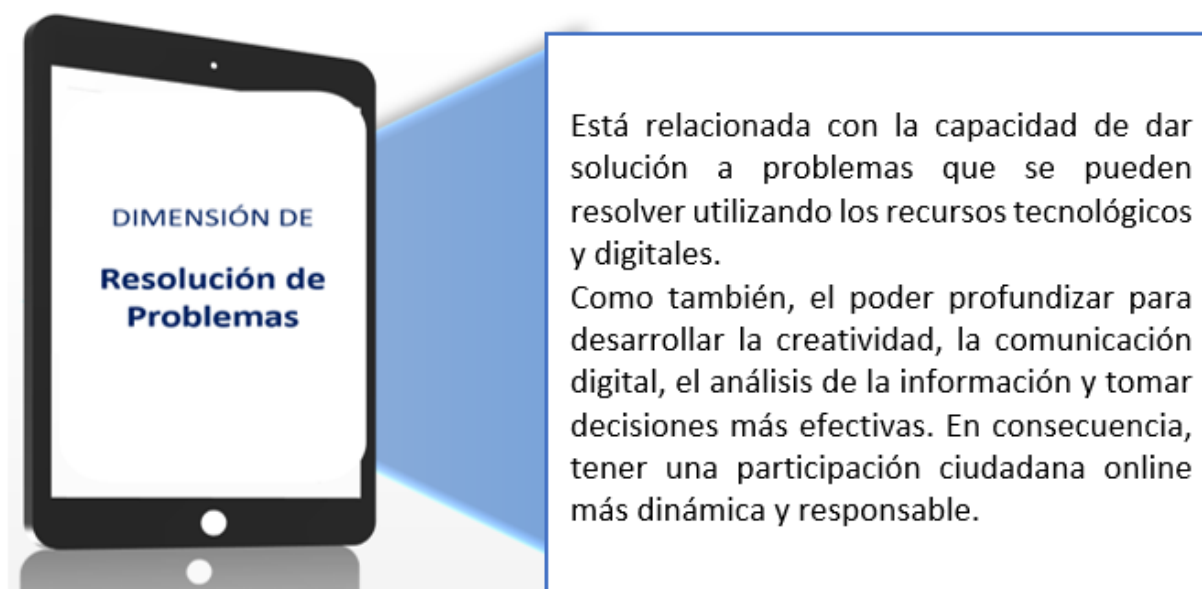 DIMENSIÓN DE
Resolución de
Problemas
Está relacionada con la capacidad de dar
solución a problemas que se pueden
resolver utilizando los recursos tecnológicos
y digitales.
Como también, el poder profundizar para
desarrollar la creatividad, la comunicación
digital, el análisis de la información y tomar
decisiones más efectivas. En consecuencia,
tener una participación ciudadana online
más dinámica y responsable.